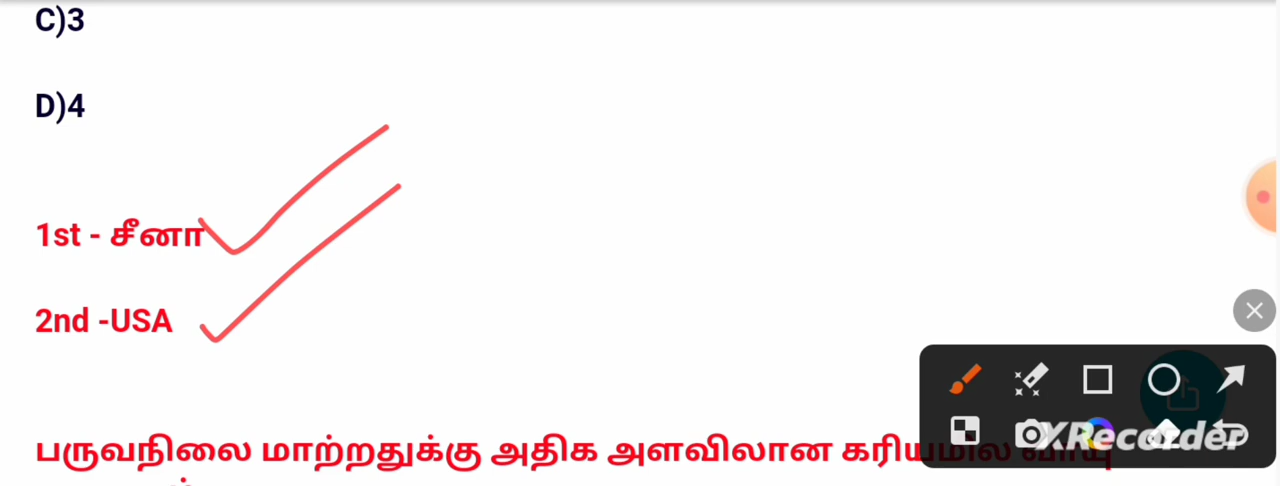 C)3
D)4
1st - சீனா
2nd -USA
பருவநிலை மாற்றதுக்கு அதிக அளவிலான கரியமில வாயு
XRecorder